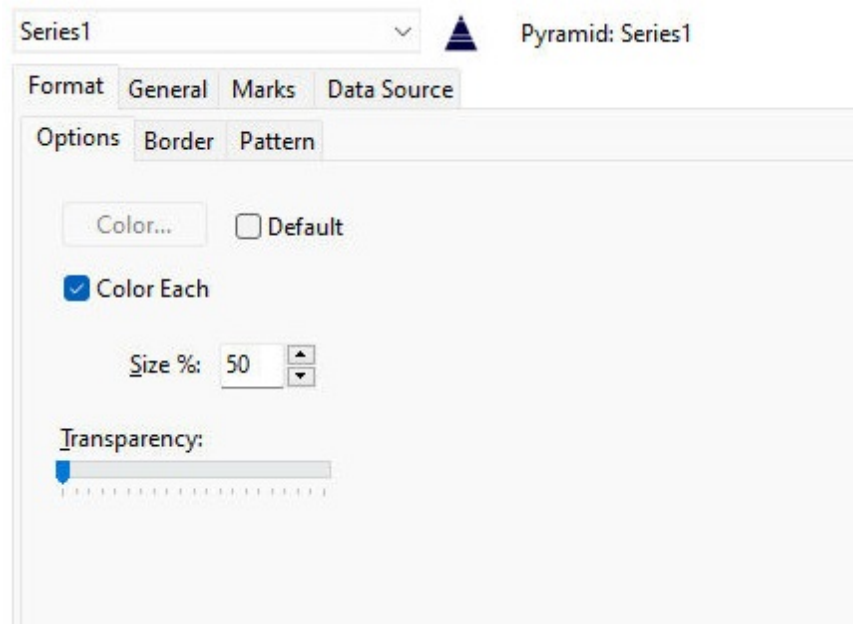 Series1 Pyramid: Series1
Format General Marks Data Source
Options Border Pattern
Color... Default
Color Each
Size %: 50
Transparency: